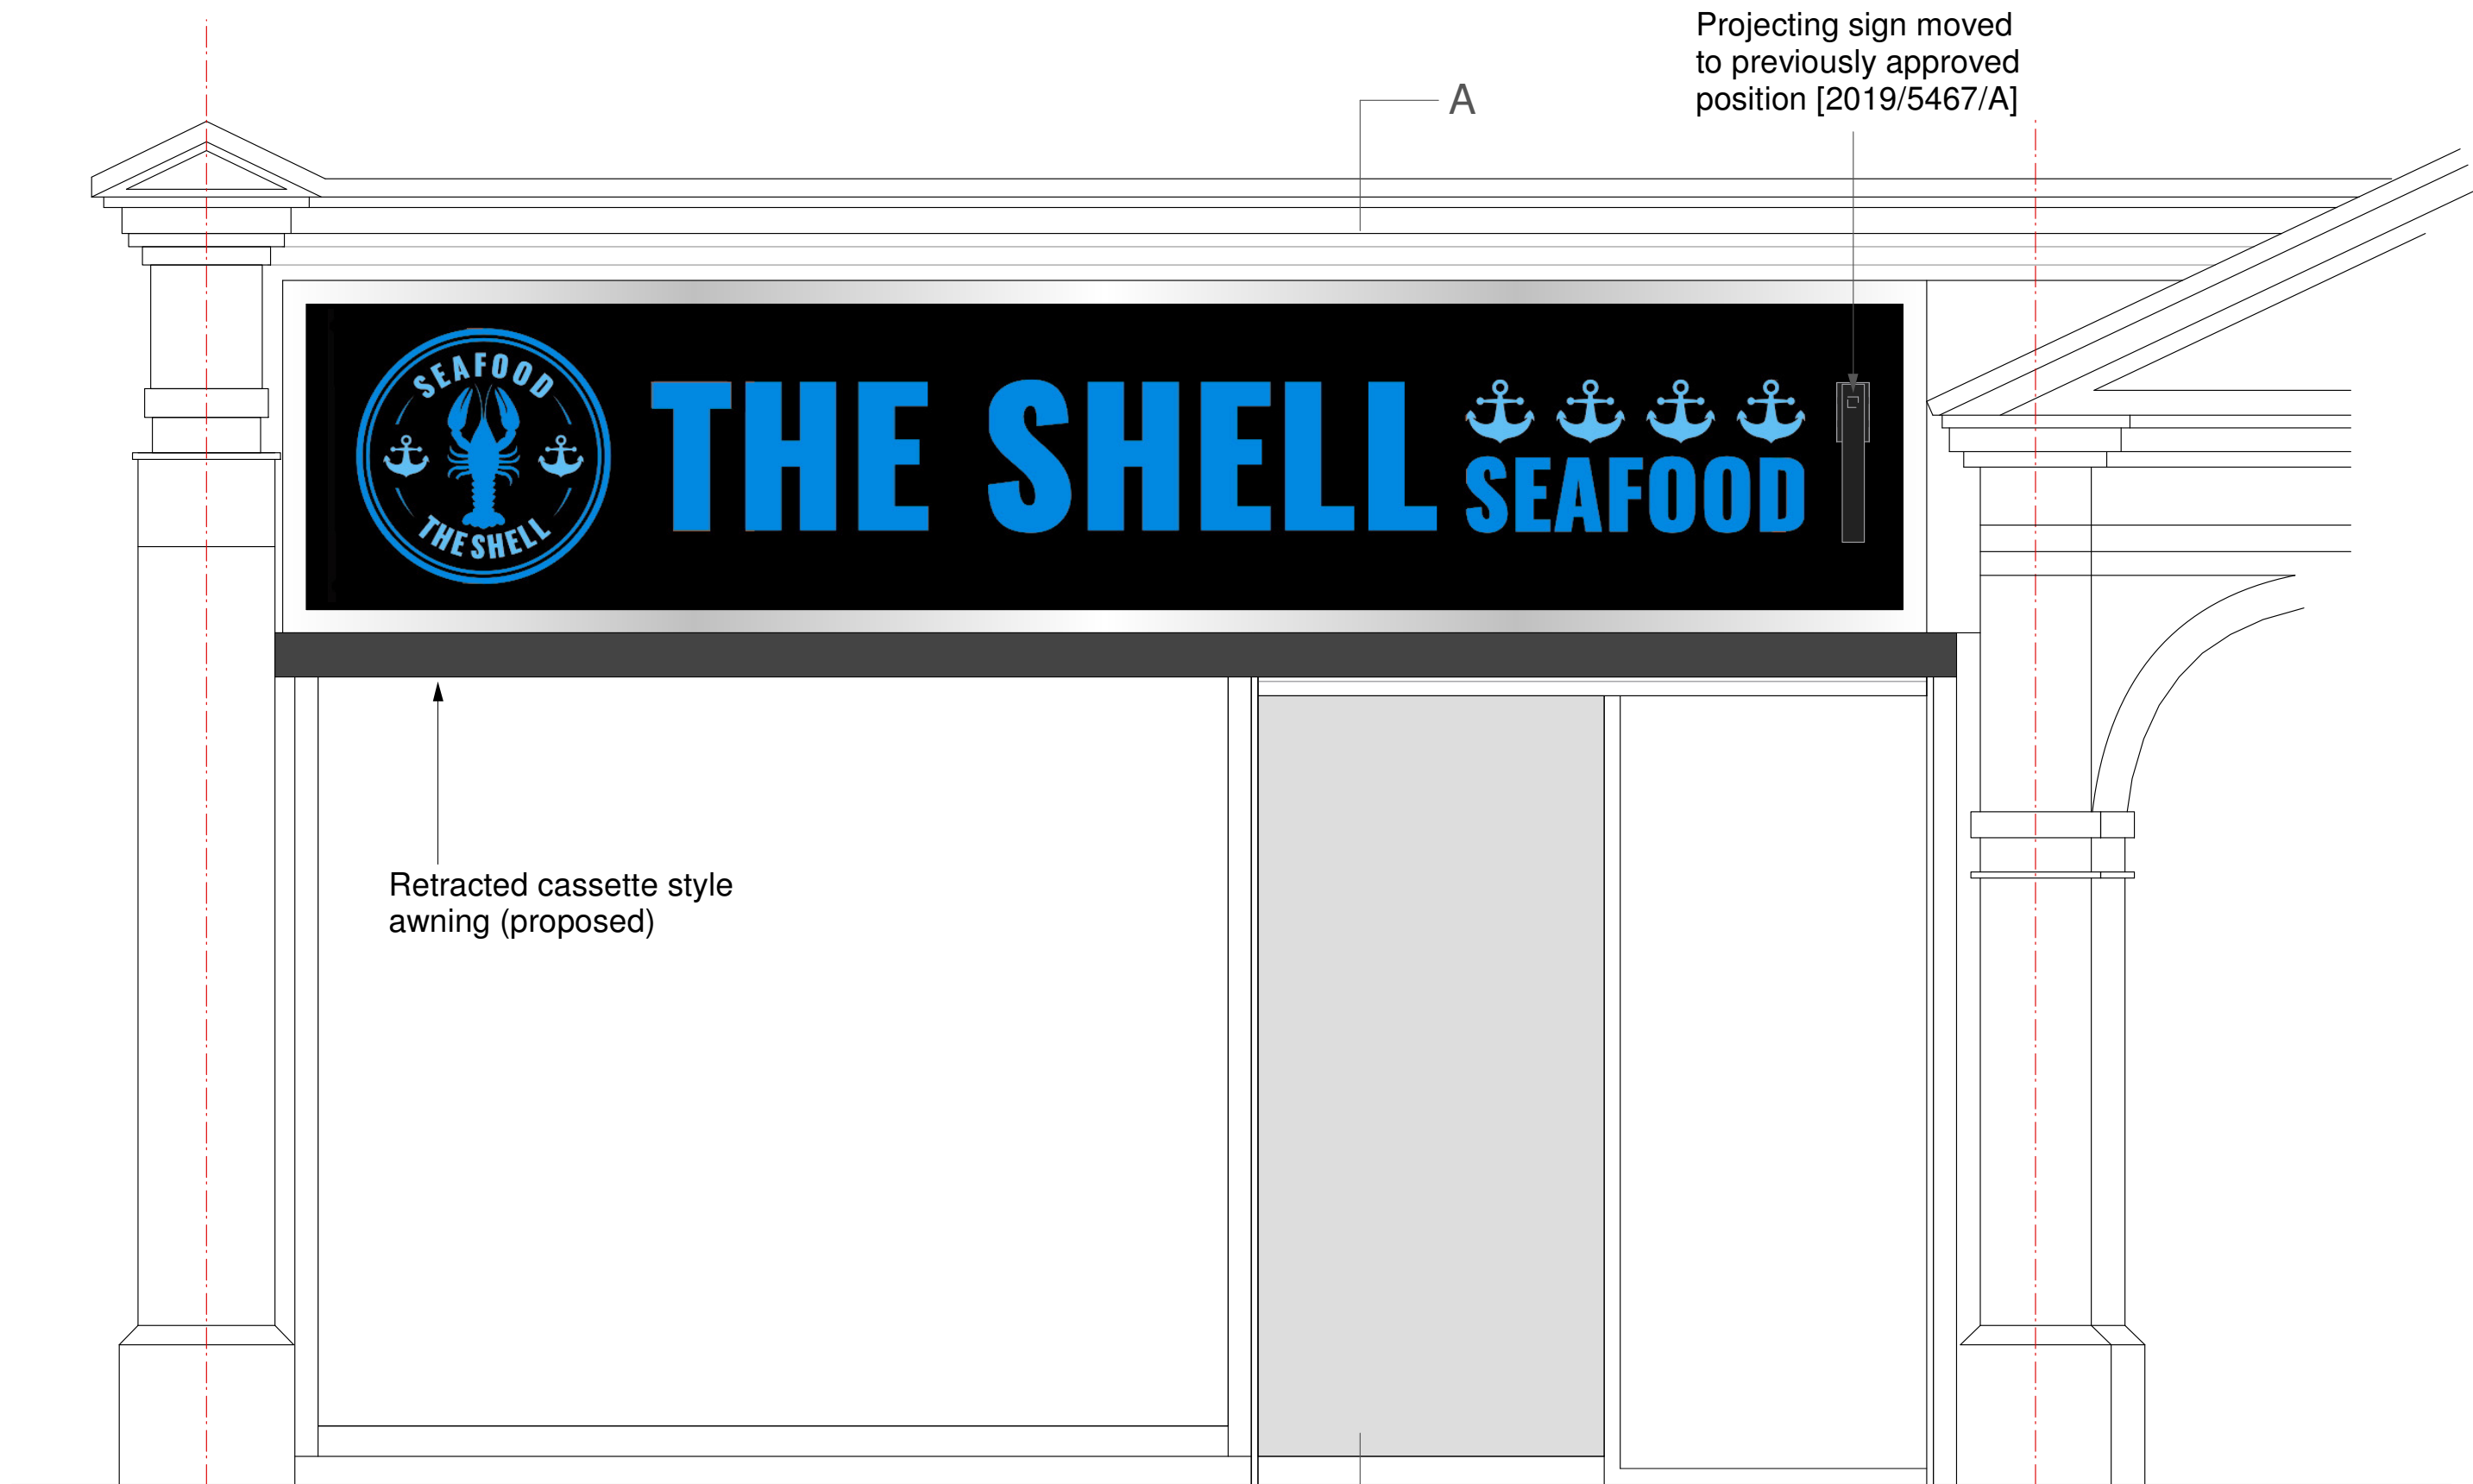 Projecting sign moved
to previously approved
position [2019/5467/A]
A
SEAFOOD
THE SHELL
THE SHELL
SEAFOOD
Retracted cassette style
awning (proposed)